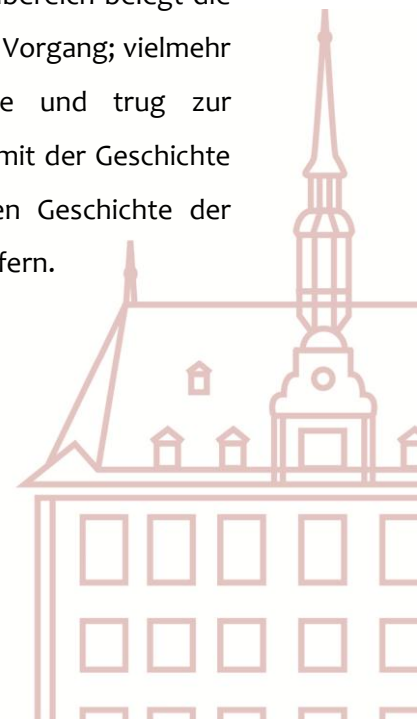 bereich belegt die
Vorgang; vielmehr
e und trug zur
mit der Geschichte
en Geschichte der
fern.